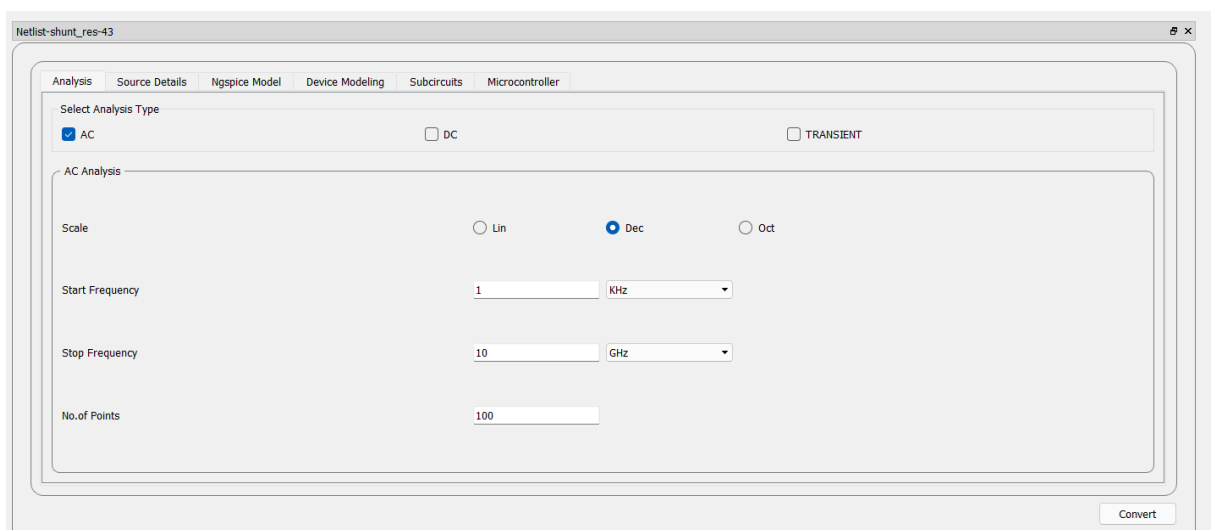 Netlist-shunt_res-43
Analysis Source Details Ngspice Model Device Modeling Subcircuits Microcontroller
Select Analysis Type
AC DC TRANSIENT
AC Analysis
Scale Lin Dec Oct
Start Frequency 1 KHz
Stop Frequency 10 GHz
No.of Points 100
Convert